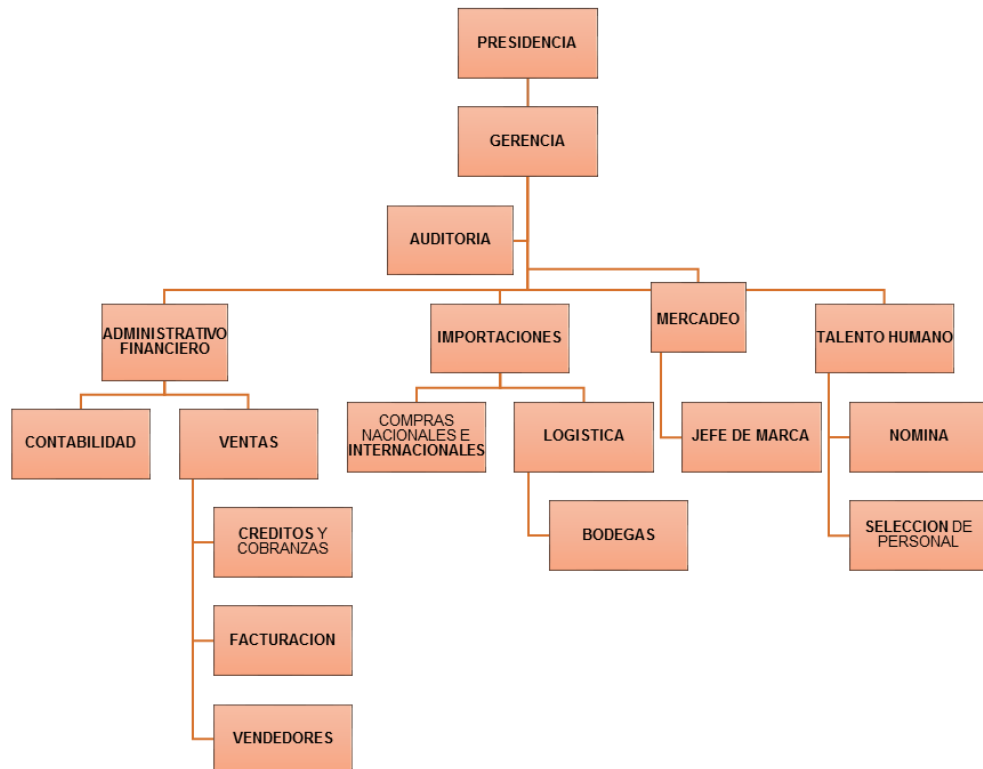 PRESIDENCIA
GERENCIA
AUDITORIA
ADMINISTRATIVO
FINANCIERO
IMPORTACIONES
MERCADEO
TALENTO HUMANO
CONTABILIDAD
VENTAS
COMPRAS
NACIONALES E
INTERNACIONALES
LOGISTICA
JEFE DE MARCA
NOMINA
CREDITOS Y
COBRANZAS
BODEGAS
SELECCION DE
PERSONAL
FACTURACION
VENDEDORES